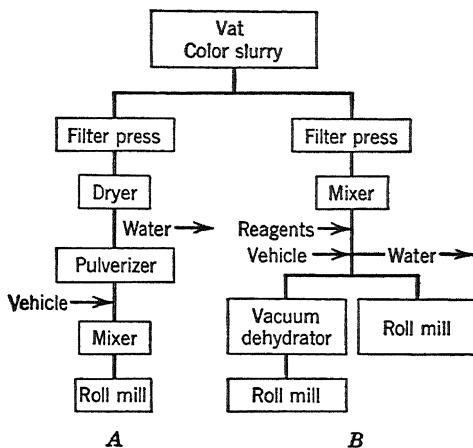 Vat
Color slurry
Filter press
Filter press
Dryer
Mixer
Water
Reagents
Vehicle
Water
Pulverizer
Vehicle
Mixer
Vacuum
dehydrator
Roll mill
Roll mill
Roll mill
A
B